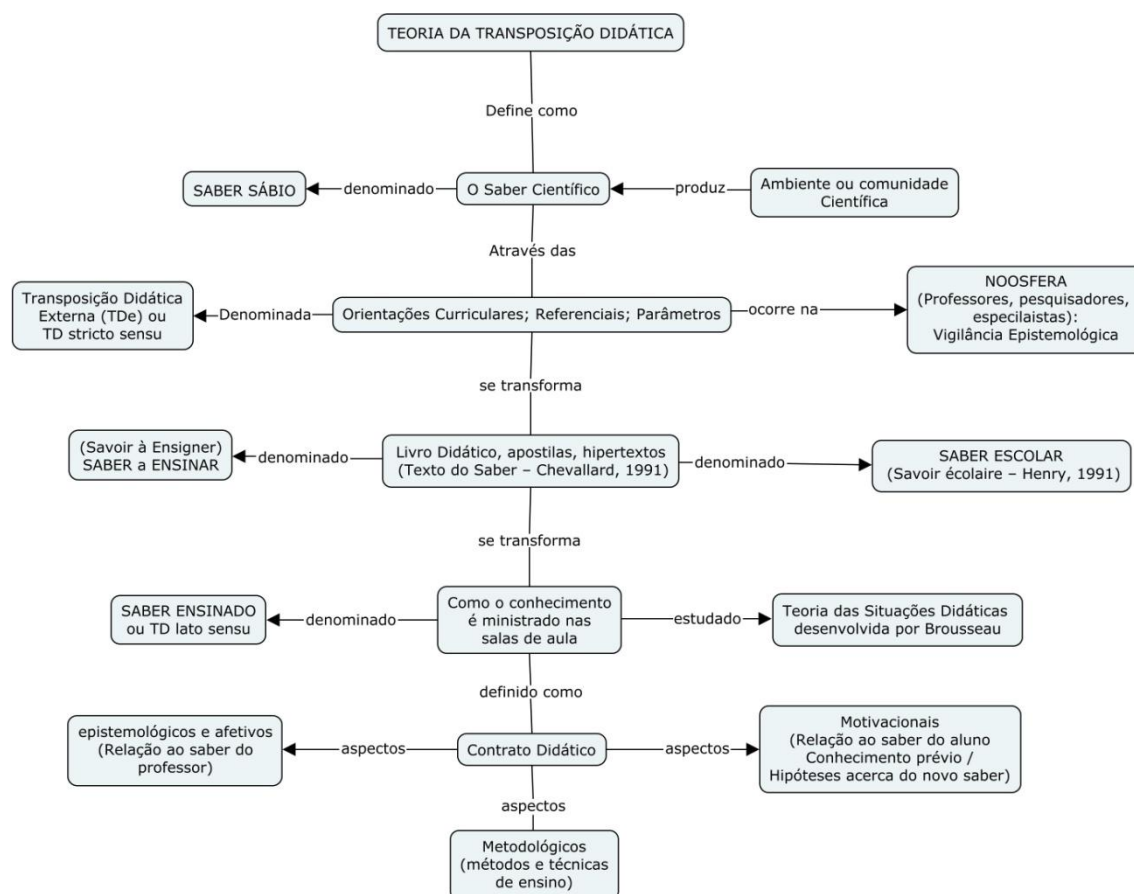 TEORIA DA TRANSPOSIÇÃO DIDÁTICA
Define como
SABER SÁBIO
denominado
O Saber Científico
produz
Ambiente ou comunidade
Científica
Através das
Transposição Didática
Externa (TDe) ou
TD stricto sensu
Denominada
Orientações Curriculares; Referenciais; Parâmetros
ocorre na
NOOSFERA
(Professores, pesquisadores,
especilaistas):
Vigilância Epistemológica
se transforma
(Savoir à Ensigner)
SABER a ENSINAR
denominado
Livro Didático, apostilas, hipertextos
(Texto do Saber – Chevallard, 1991)
denominado
SABER ESCOLAR
(Savoir écolaire – Henry, 1991)
se transforma
SABER ENSINADO
ou TD lato sensu
denominado
Como o conhecimento
é ministrado nas
salas de aula
estudado
Teoria das Situações Didáticas
desenvolvida por Brousseau
definido como
epistemológicos e afetivos
(Relação ao saber do
professor)
aspectos
Contrato Didático
aspectos
Motivacionais
(Relação ao saber do aluno
Conhecimento prévio /
Hipóteses acerca do novo saber)
aspectos
Metodológicos
(métodos e técnicas
de ensino)